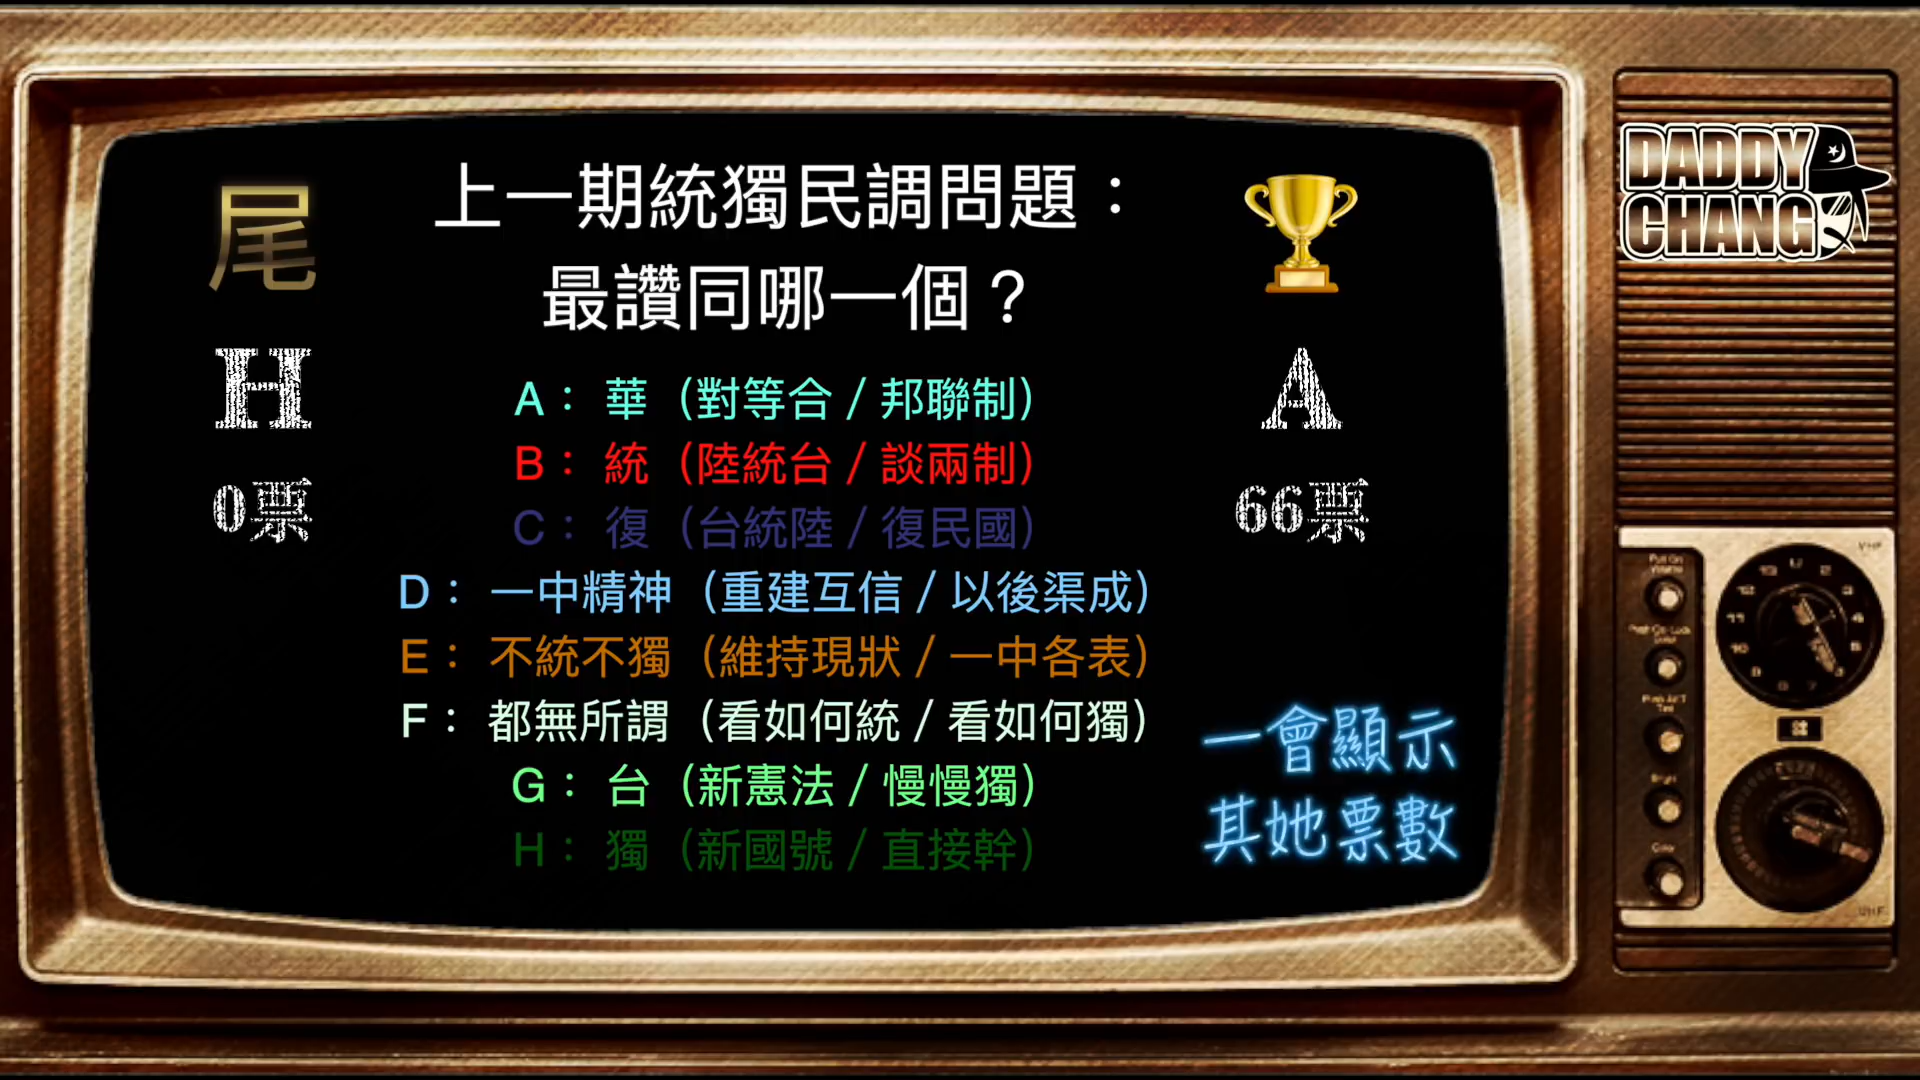 尾
H
0票
上一期統獨民調問題：
最讚同哪一個？
A： 華（對等合 / 邦聯制）
B： 統（陸統台 / 談兩制）
C： 復（台統陸 / 復民國）
D： 一中精神（重建互信 / 以後渠成）
E： 不統不獨（維持現狀 / 一中各表）
F： 都無所謂（看如何統 / 看如何獨）
G： 台（新憲法 / 慢慢獨）
H： 獨（新國號 / 直接幹）
A
66票
一會顯示
其她票數
DADDY
CHANG
VHF
UHF